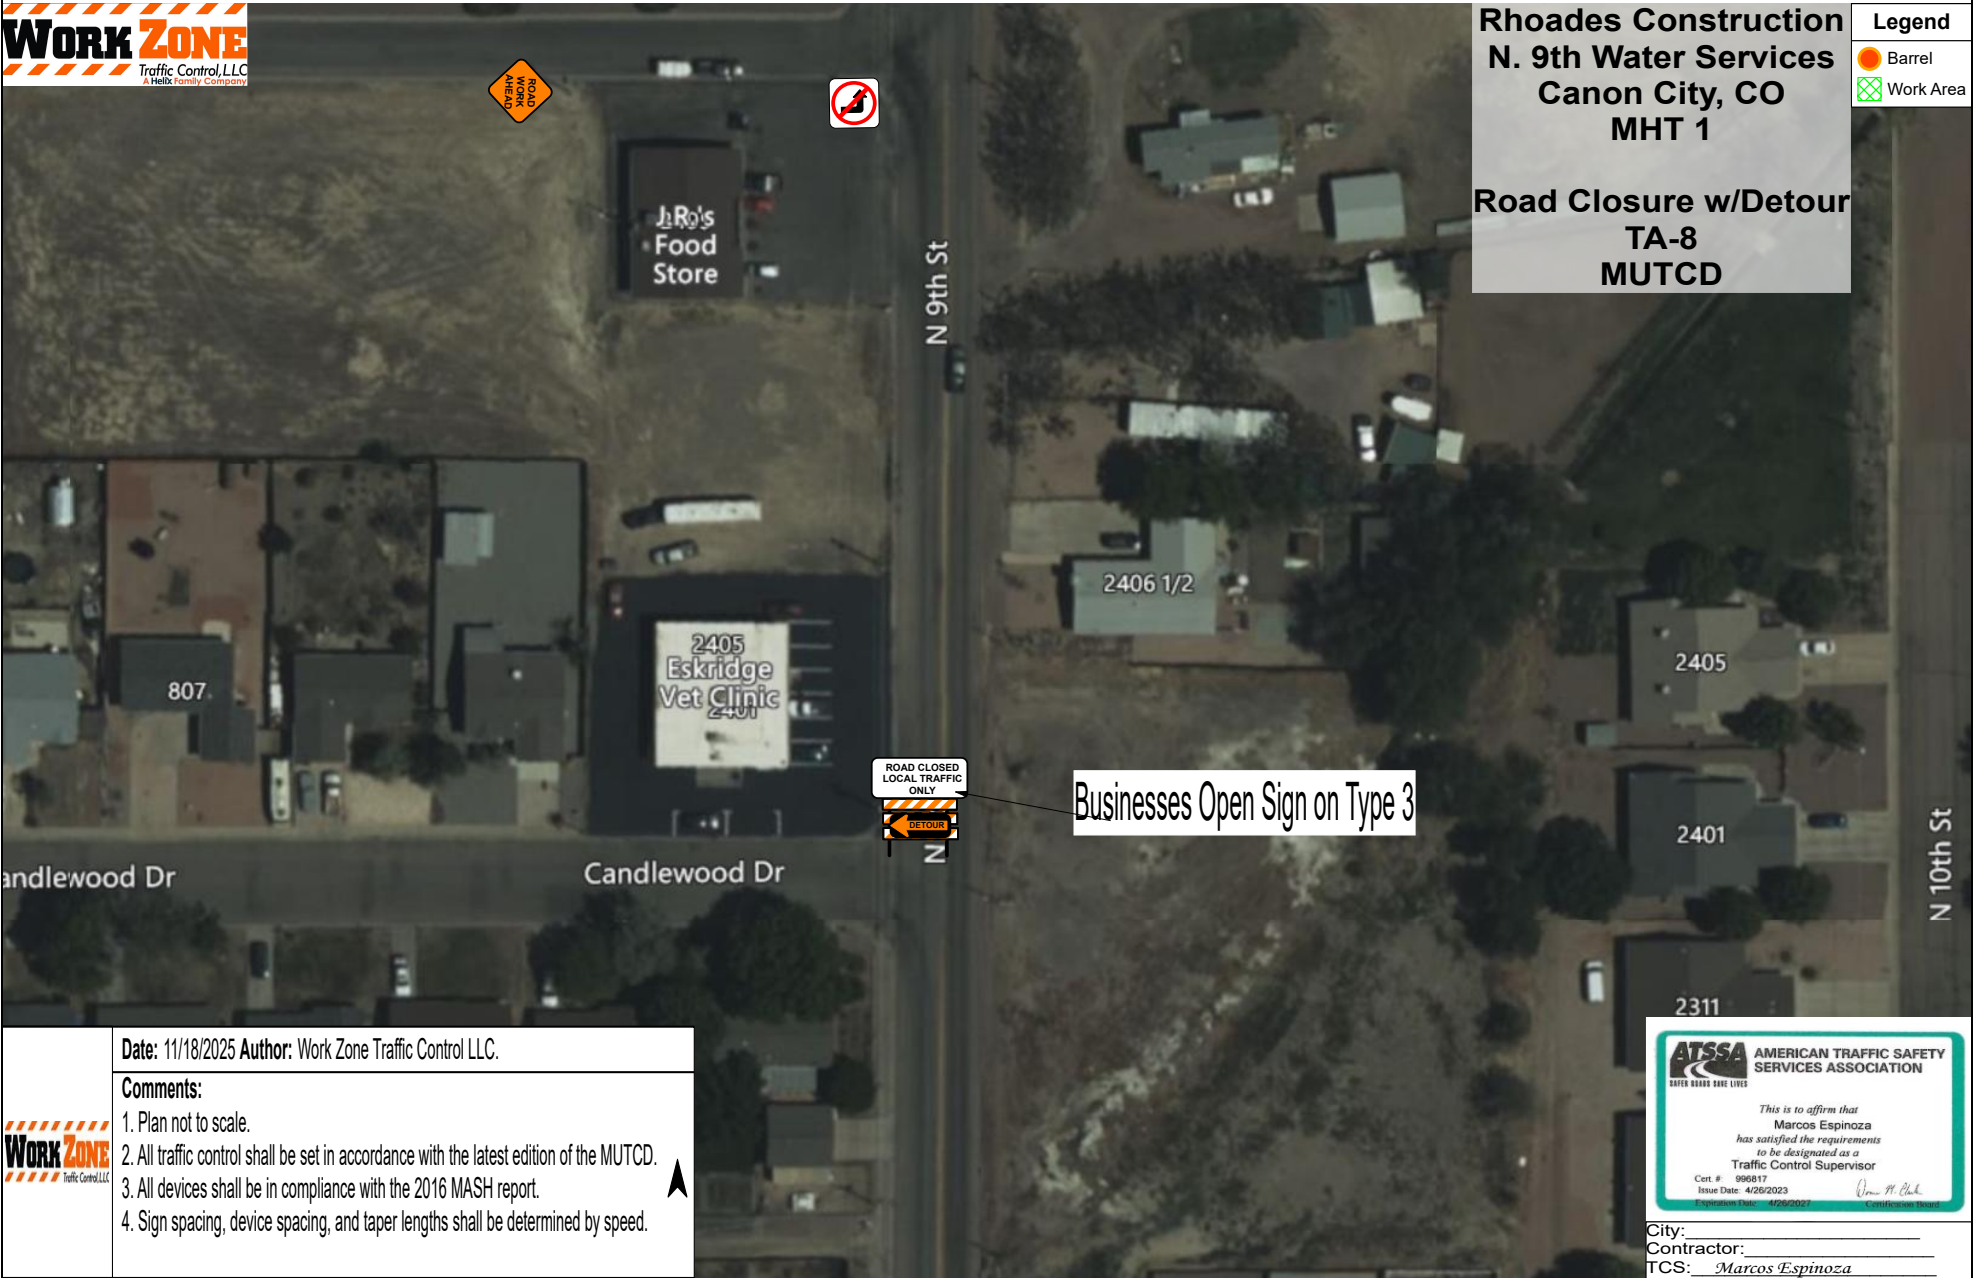 WORK ZONE
Traffic Control, LLC
A Helix Family Company
ROAD
WORK
AHEAD
Rhoades Construction
N. 9th Water Services
Canon City, CO
MHT 1
Road Closure w/Detour
TA-8
MUTCD
Legend
Barrel
Work Area
J.R.'s
Food
Store
N 9th St
2406 1/2
2405
Eskridge
Vet Clinic
2401
807
2405
2401
2311
N 10th St
ROAD CLOSED
LOCAL TRAFFIC
ONLY
DETOUR
N
Businesses Open Sign on Type 3
andlewood Dr
Candlewood Dr
Date: 11/18/2025 Author: Work Zone Traffic Control LLC.
Comments:
1. Plan not to scale.
2. All traffic control shall be set in accordance with the latest edition of the MUTCD.
3. All devices shall be in compliance with the 2016 MASH report.
4. Sign spacing, device spacing, and taper lengths shall be determined by speed.
WORK ZONE
Traffic Control, LLC
ATSSA
SAFER ROADS SAVE LIVES
AMERICAN TRAFFIC SAFETY
SERVICES ASSOCIATION
This is to affirm that
Marcos Espinoza
has satisfied the requirements
to be designated as a
Traffic Control Supervisor
Cert. #: 996817
Issue Date: 4/26/2023
Expiration Date: 4/26/2027
Certification Board
City:
Contractor:
TCS: Marcos Espinoza